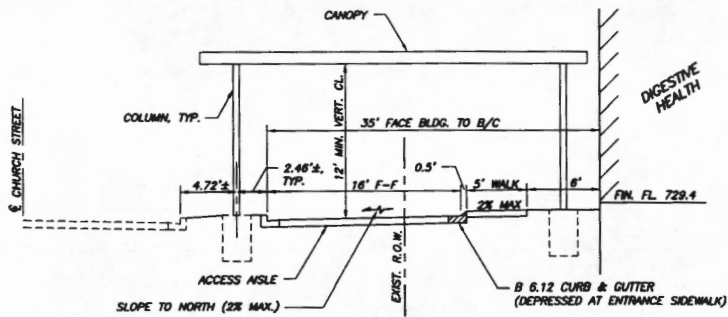 CANOPY
DIGESTIVE
HEALTH
COLUMN, TYP.
12' MIN. VERT. CL.
35' FACE BLDG. TO B/C
℄ CHURCH STREET
4.72'±
2.46'±,
TYP.
16' F-F
0.5'
5' WALK
2% MAX
6'
FIN. FL. 729.4
ACCESS AISLE
SLOPE TO NORTH (2% MAX.)
EXIST. R.O.W.
B 6.12 CURB & GUTTER
(DEPRESSED AT ENTRANCE SIDEWALK)